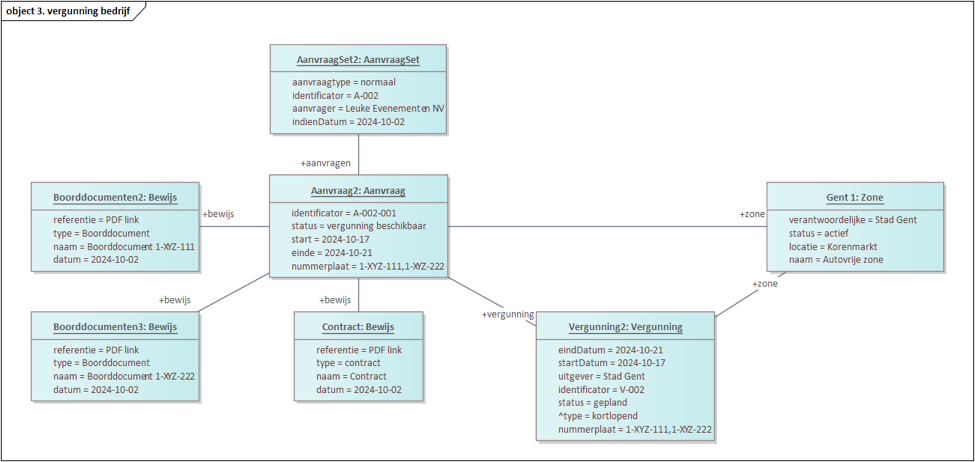 object 3. vergunning bedrijf
AanvraagSet2: AanvraagSet
aanvraagtype = normaal
identificator = A-002
aanvrager = Leuke Evenementen NV
indienDatum = 2024-10-02
+aanvragen
Boorddocumenten2: Bewijs
referentie = PDF link
type = Boorddocument
naam = Boorddocument 1-XYZ-111
datum = 2024-10-02
+bewijs
Aanvraag2: Aanvraag
identificator = A-002-001
status = vergunning beschikbaar
start = 2024-10-17
einde = 2024-10-21
nummerplaat = 1-XYZ-111,1-XYZ-222
+zone
Gent 1: Zone
verantwoordelijke = Stad Gent
status = actief
locatie = Korenmarkt
naam = Autovrije zone
+bewijs
+bewijs
+vergunning
+zone
Boorddocumenten3: Bewijs
referentie = PDF link
type = Boorddocument
naam = Boorddocument 1-XYZ-222
datum = 2024-10-02
Contract: Bewijs
referentie = PDF link
type = contract
naam = Contract
datum = 2024-10-02
Vergunning2: Vergunning
eindDatum = 2024-10-21
startDatum = 2024-10-17
uitgever = Stad Gent
identificator = V-002
status = gepland
^type = kortlopend
nummerplaat = 1-XYZ-111,1-XYZ-222